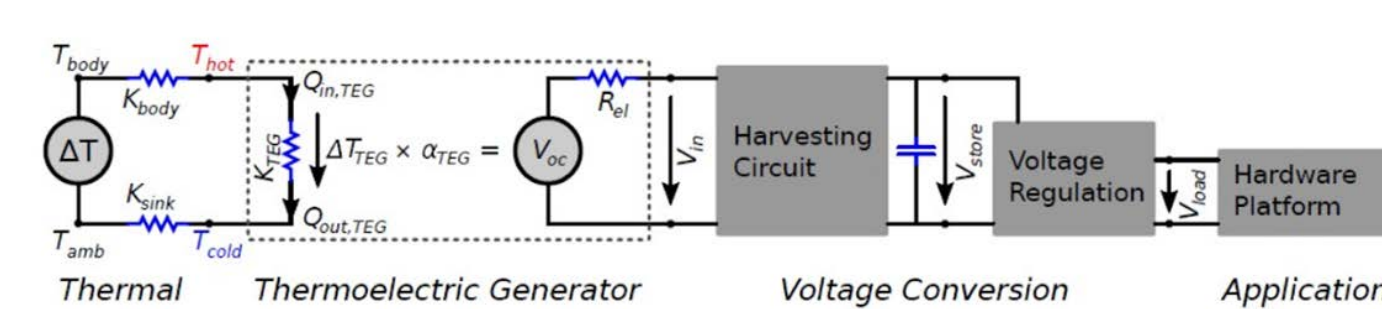 T_body
T_hot
K_body
Q_in,TEG
ΔT
K_TEG
ΔT_TEG × α_TEG =
V_oc
R_el
V_in
Harvesting
Circuit
V_store
Voltage
Regulation
V_load
Hardware
Platform
K_sink
Q_out,TEG
T_amb
T_cold
Thermal
Thermoelectric Generator
Voltage Conversion
Application